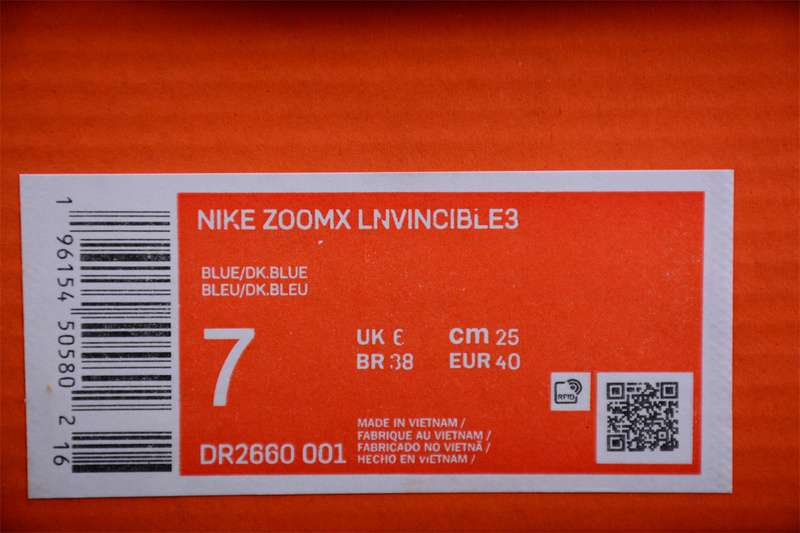 1 96154 50580 2 16
NIKE ZOOMX LNVINCIBLE3
BLUE/DK.BLUE
BLEU/DK.BLEU
7
UK 6 cm 25
BR 38 EUR 40
RFID
MADE IN VIETNAM /
FABRIQUE AU VIETNAM /
FABRICADO NO VIETNÃ /
HECHO EN VIETNAM /
DR2660 001